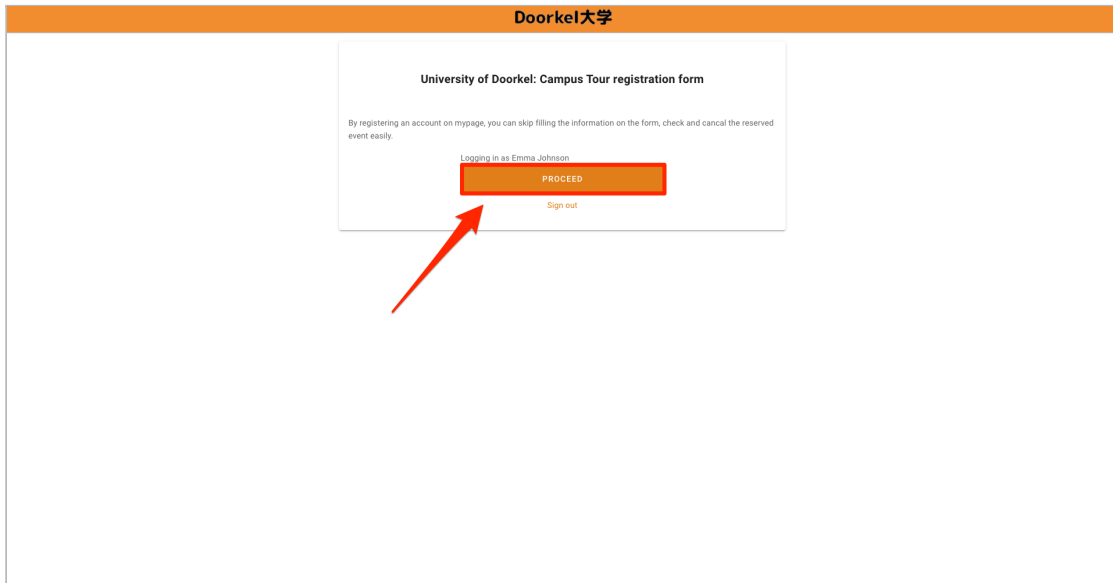 Doorkel大学
University of Doorkel: Campus Tour registration form
By registering an account on mypage, you can skip filling the information on the form, check and cancal the reserved
event easily.
Logging in as Emma Johnson
PROCEED
Sign out